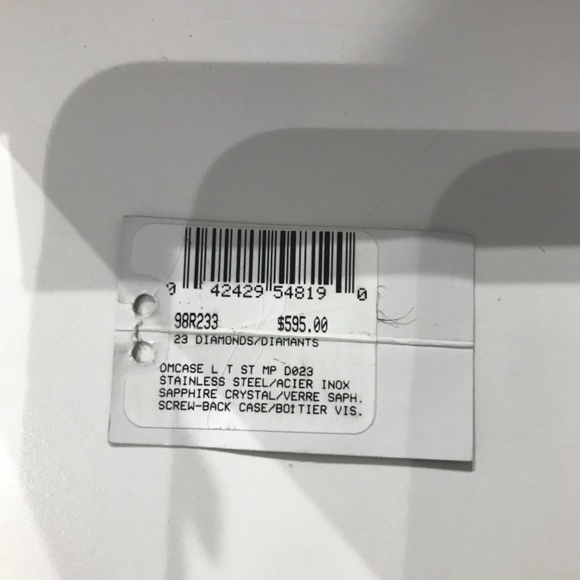 0 42429 54819 0
98R233 $595.00
23 DIAMONDS/DIAMANTS
OMCASE L T ST MP D023
STAINLESS STEEL/ACIER INOX
SAPPHIRE CRYSTAL/VERRE SAPH.
SCREW-BACK CASE/BOITIER VIS.